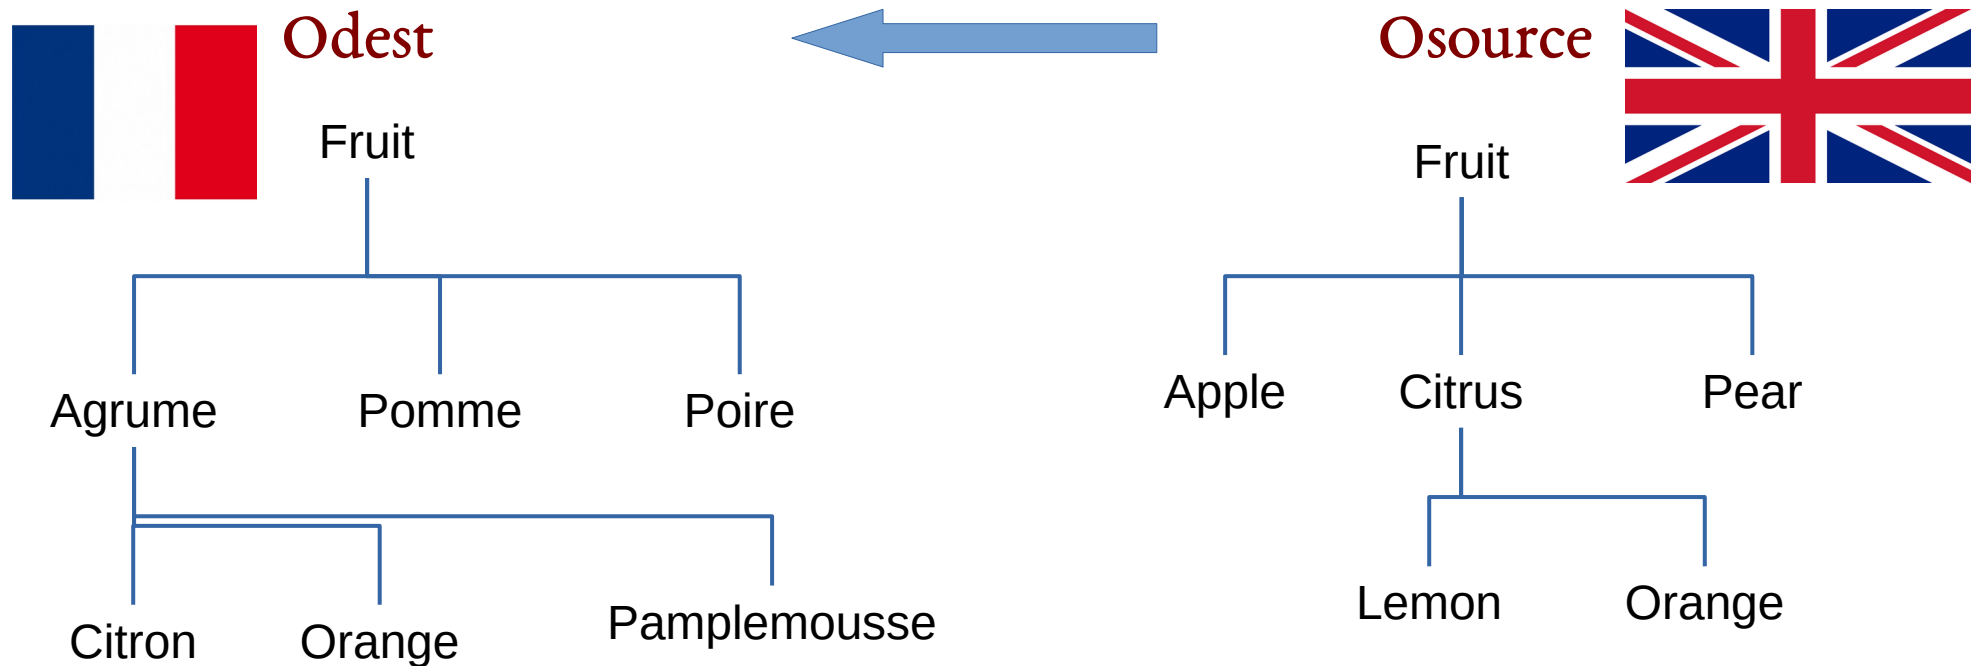 Odest
Osource
Fruit
Fruit
Agrume
Pomme
Poire
Apple
Citrus
Pear
Citron
Orange
Pamplemousse
Lemon
Orange